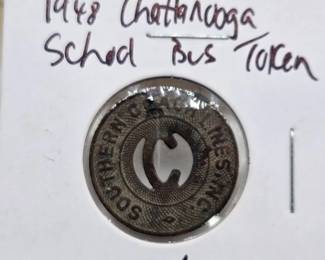 1948 Chattanooga
School Bus Token
SOUTHERN COACH LINES, INC.
C